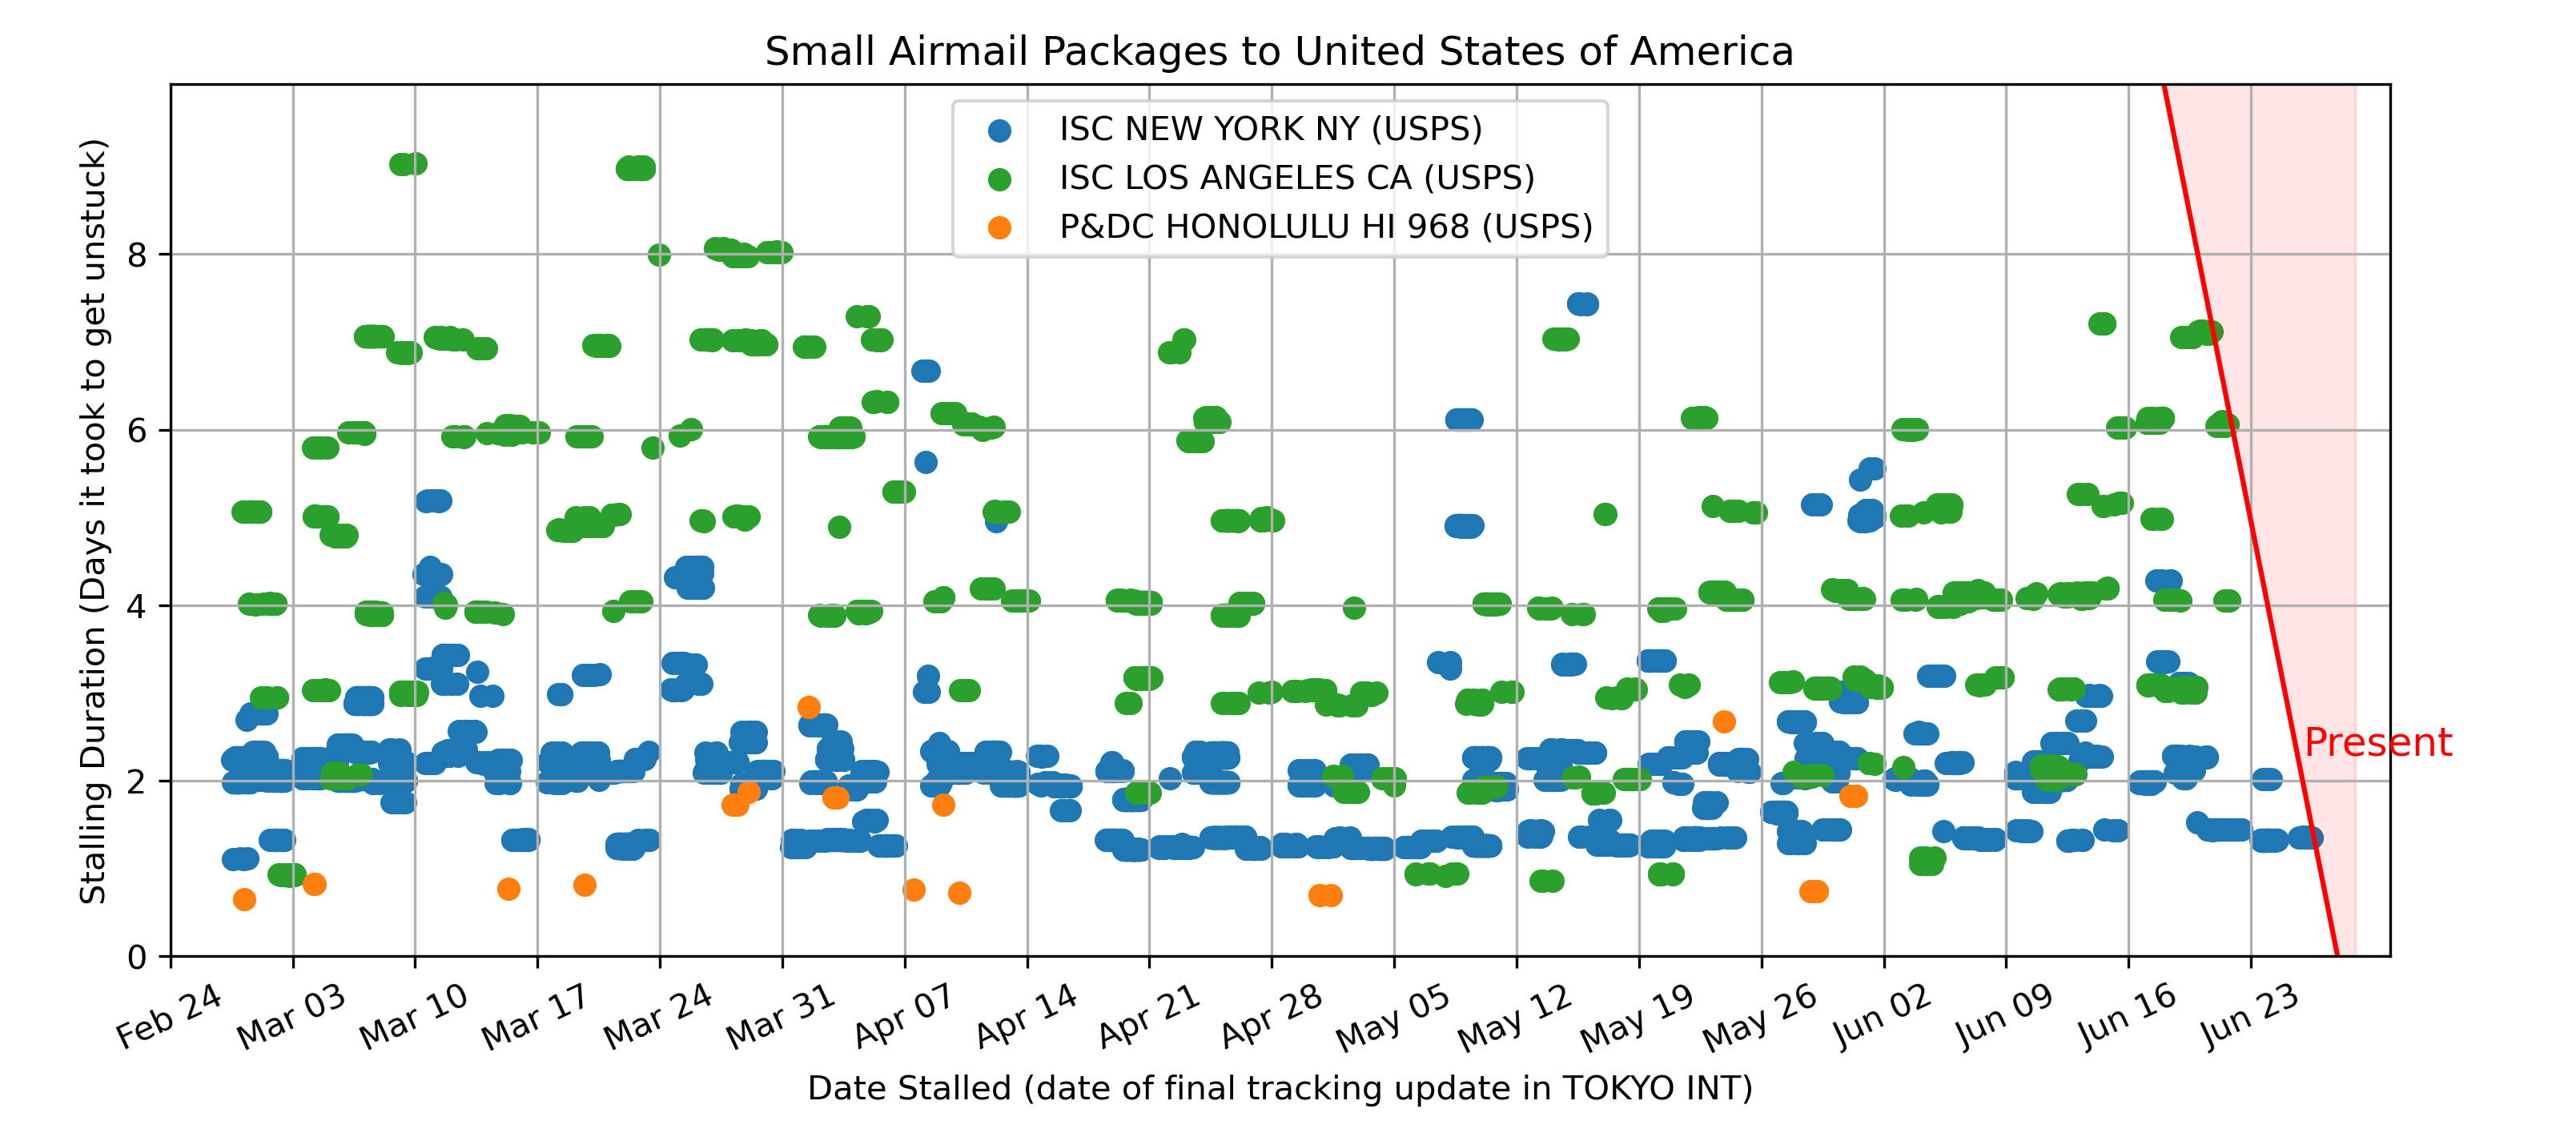 Small Airmail Packages to United States of America
ISC NEW YORK NY (USPS)
ISC LOS ANGELES CA (USPS)
P&DC HONOLULU HI 968 (USPS)
Stalling Duration (Days it took to get unstuck)
8
6
4
2
0
Present
Feb 24
Mar 03
Mar 10
Mar 17
Mar 24
Mar 31
Apr 07
Apr 14
Apr 21
Apr 28
May 05
May 12
May 19
May 26
Jun 02
Jun 09
Jun 16
Jun 23
Date Stalled (date of final tracking update in TOKYO INT)